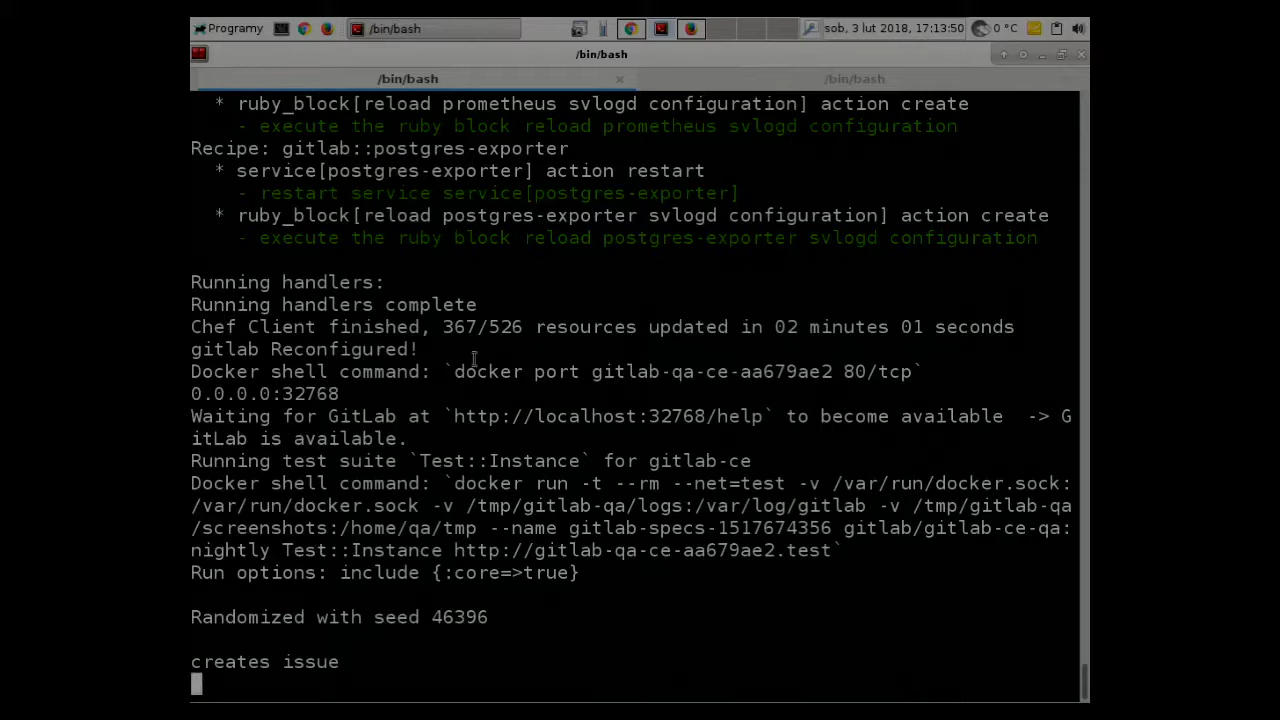 Programy /bin/bash sob, 3 lut 2018, 17:13:50 0 °C
/bin/bash
/bin/bash /bin/bash
* ruby_block[reload prometheus svlogd configuration] action create
- execute the ruby block reload prometheus svlogd configuration
Recipe: gitlab::postgres-exporter
* service[postgres-exporter] action restart
- restart service service[postgres-exporter]
* ruby_block[reload postgres-exporter svlogd configuration] action create
- execute the ruby block reload postgres-exporter svlogd configuration
Running handlers:
Running handlers complete
Chef Client finished, 367/526 resources updated in 02 minutes 01 seconds
gitlab Reconfigured!
Docker shell command: `docker port gitlab-qa-ce-aa679ae2 80/tcp`
0.0.0.0:32768
Waiting for GitLab at `http://localhost:32768/help` to become available  -> G
itLab is available.
Running test suite `Test::Instance` for gitlab-ce
Docker shell command: `docker run -t --rm --net=test -v /var/run/docker.sock:
/var/run/docker.sock -v /tmp/gitlab-qa/logs:/var/log/gitlab -v /tmp/gitlab-qa
/screenshots:/home/qa/tmp --name gitlab-specs-1517674356 gitlab/gitlab-ce-qa:
nightly Test::Instance http://gitlab-qa-ce-aa679ae2.test`
Run options: include {:core=>true}
Randomized with seed 46396
creates issue